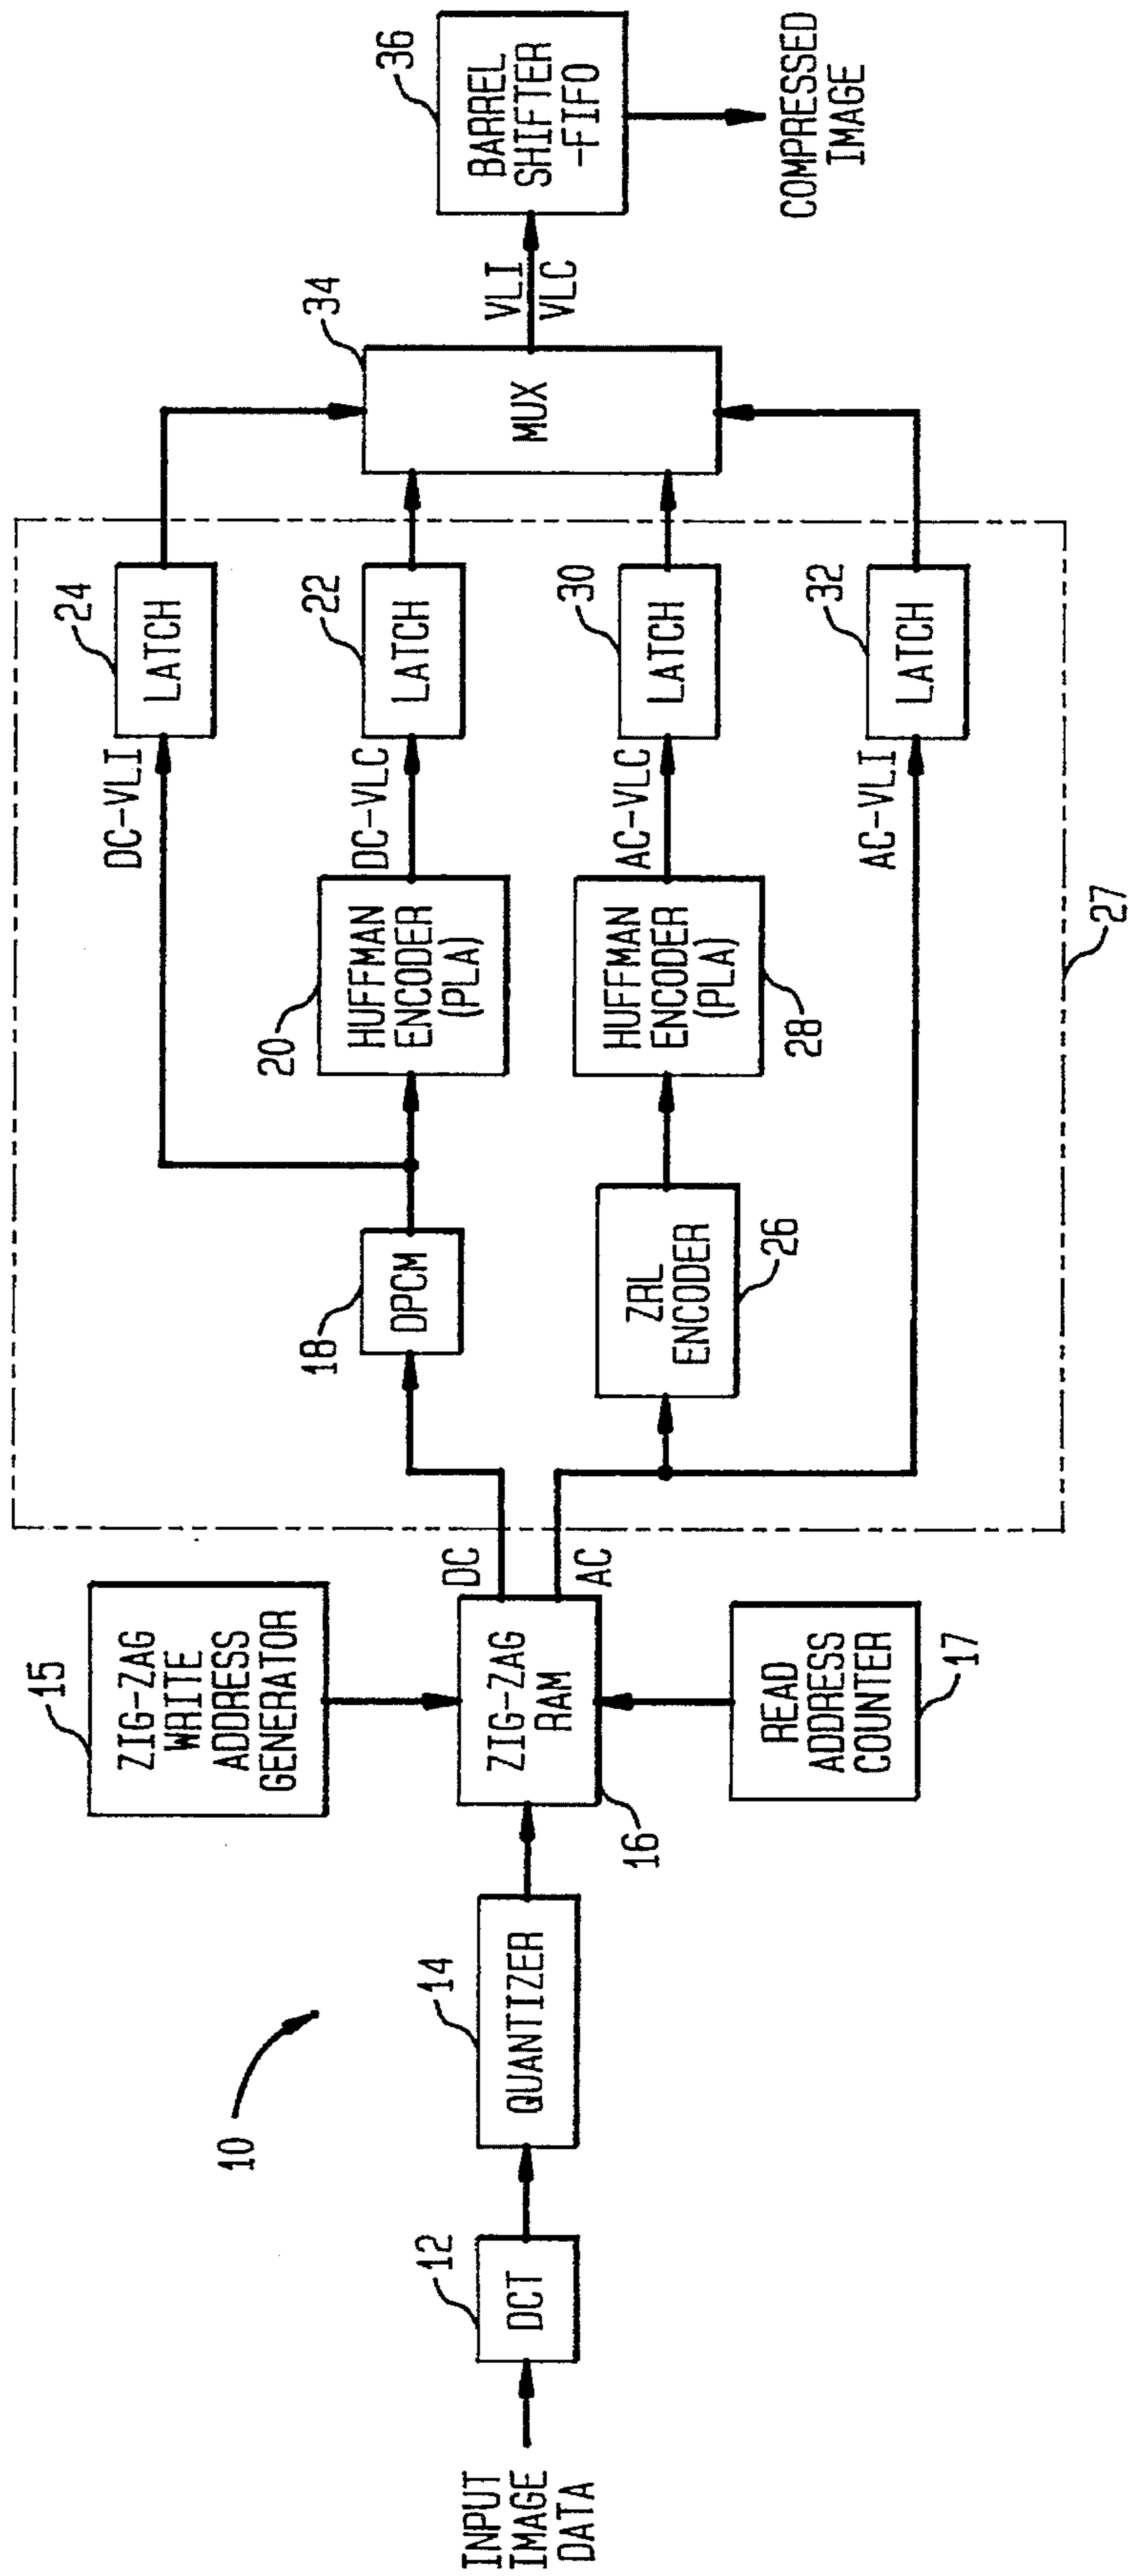 10
INPUT
IMAGE
DATA
12
DCT
14
QUANTIZER
15
ZIG-ZAG
WRITE
ADDRESS
GENERATOR
16
ZIG-ZAG
RAM
17
READ
ADDRESS
COUNTER
DC
AC
18
DPCM
20
HUFFMAN
ENCODER
(PLA)
DC-VLI
24
LATCH
DC-VLC
22
LATCH
26
ZRL
ENCODER
28
HUFFMAN
ENCODER
(PLA)
AC-VLC
30
LATCH
AC-VLI
32
LATCH
27
34
MUX
VLI
VLC
36
BARREL
SHIFTER
-FIFO
COMPRESSED
IMAGE